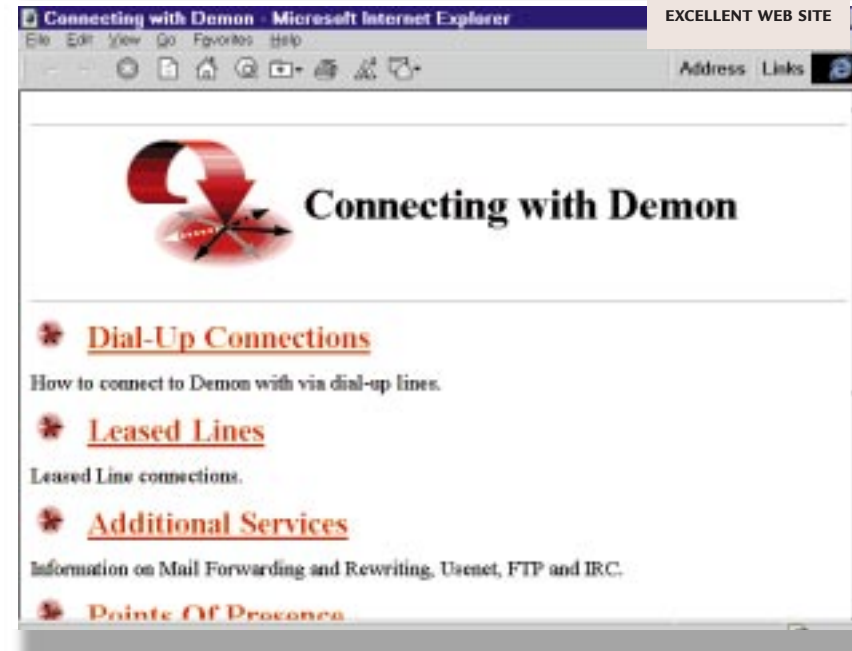 Connecting with Demon - Microsoft Internet Explorer
EXCELLENT WEB SITE
File Edit View Go Favorites Help
Address Links
Connecting with Demon
Dial-Up Connections
How to connect to Demon with via dial-up lines.
Leased Lines
Leased Line connections.
Additional Services
Information on Mail Forwarding and Rewriting, Usenet, FTP and IRC.
Points Of Presence